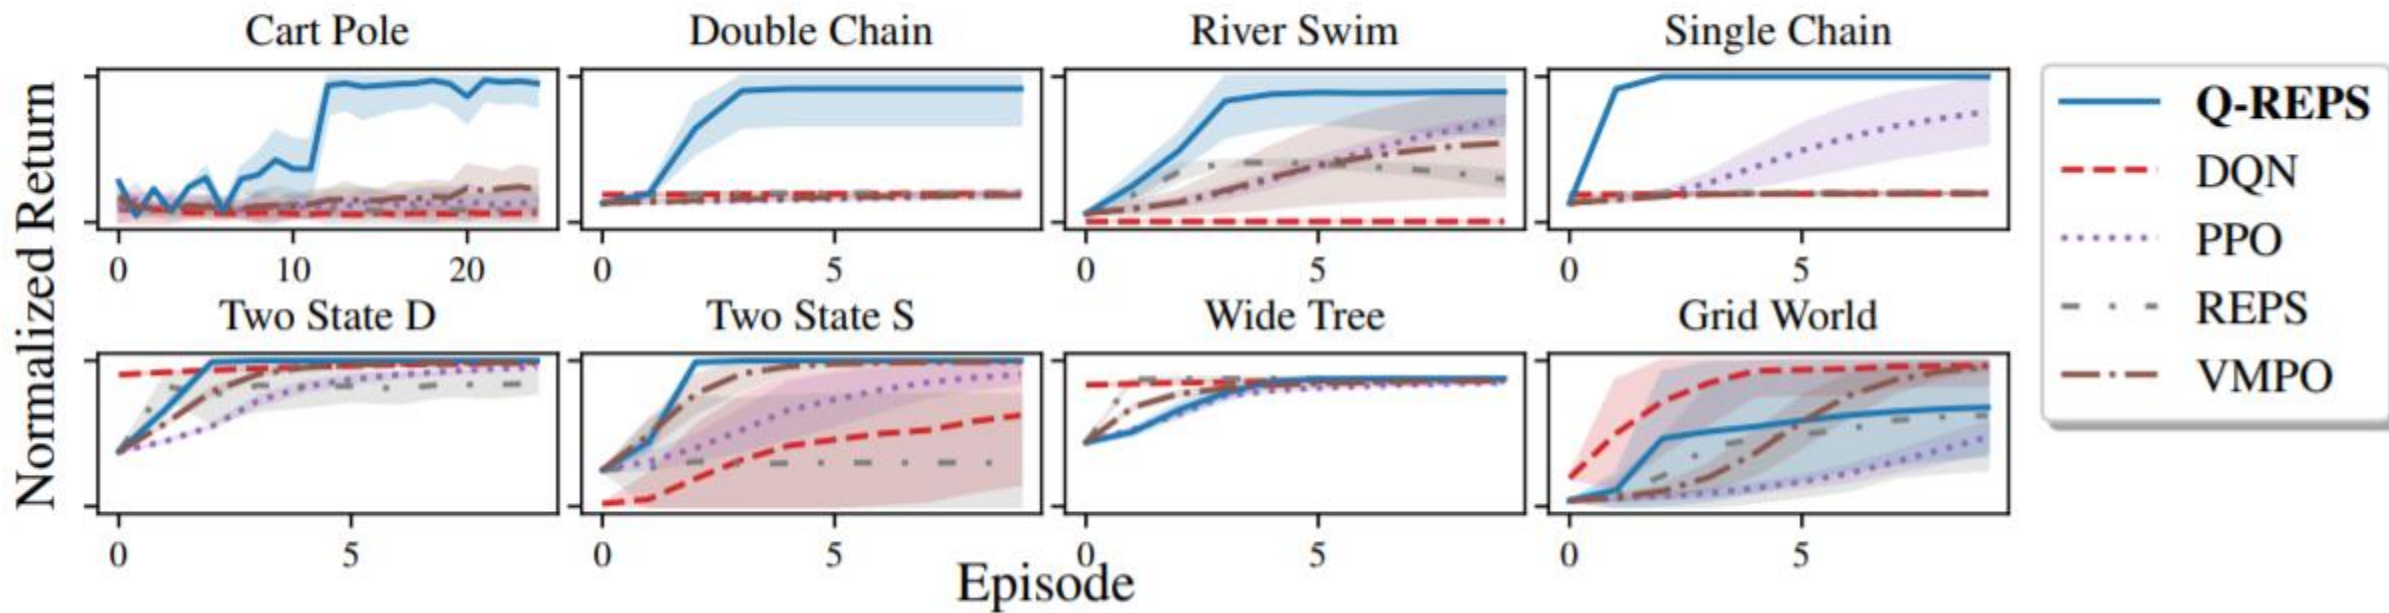 Cart Pole
Double Chain
River Swim
Single Chain
Normalized Return
Q-REPS
DQN
PPO
REPS
VMPO
0 10 20
0 5
0 5
0 5
Two State D
Two State S
Wide Tree
Grid World
0 5
0 5
0 5
0 5
Episode